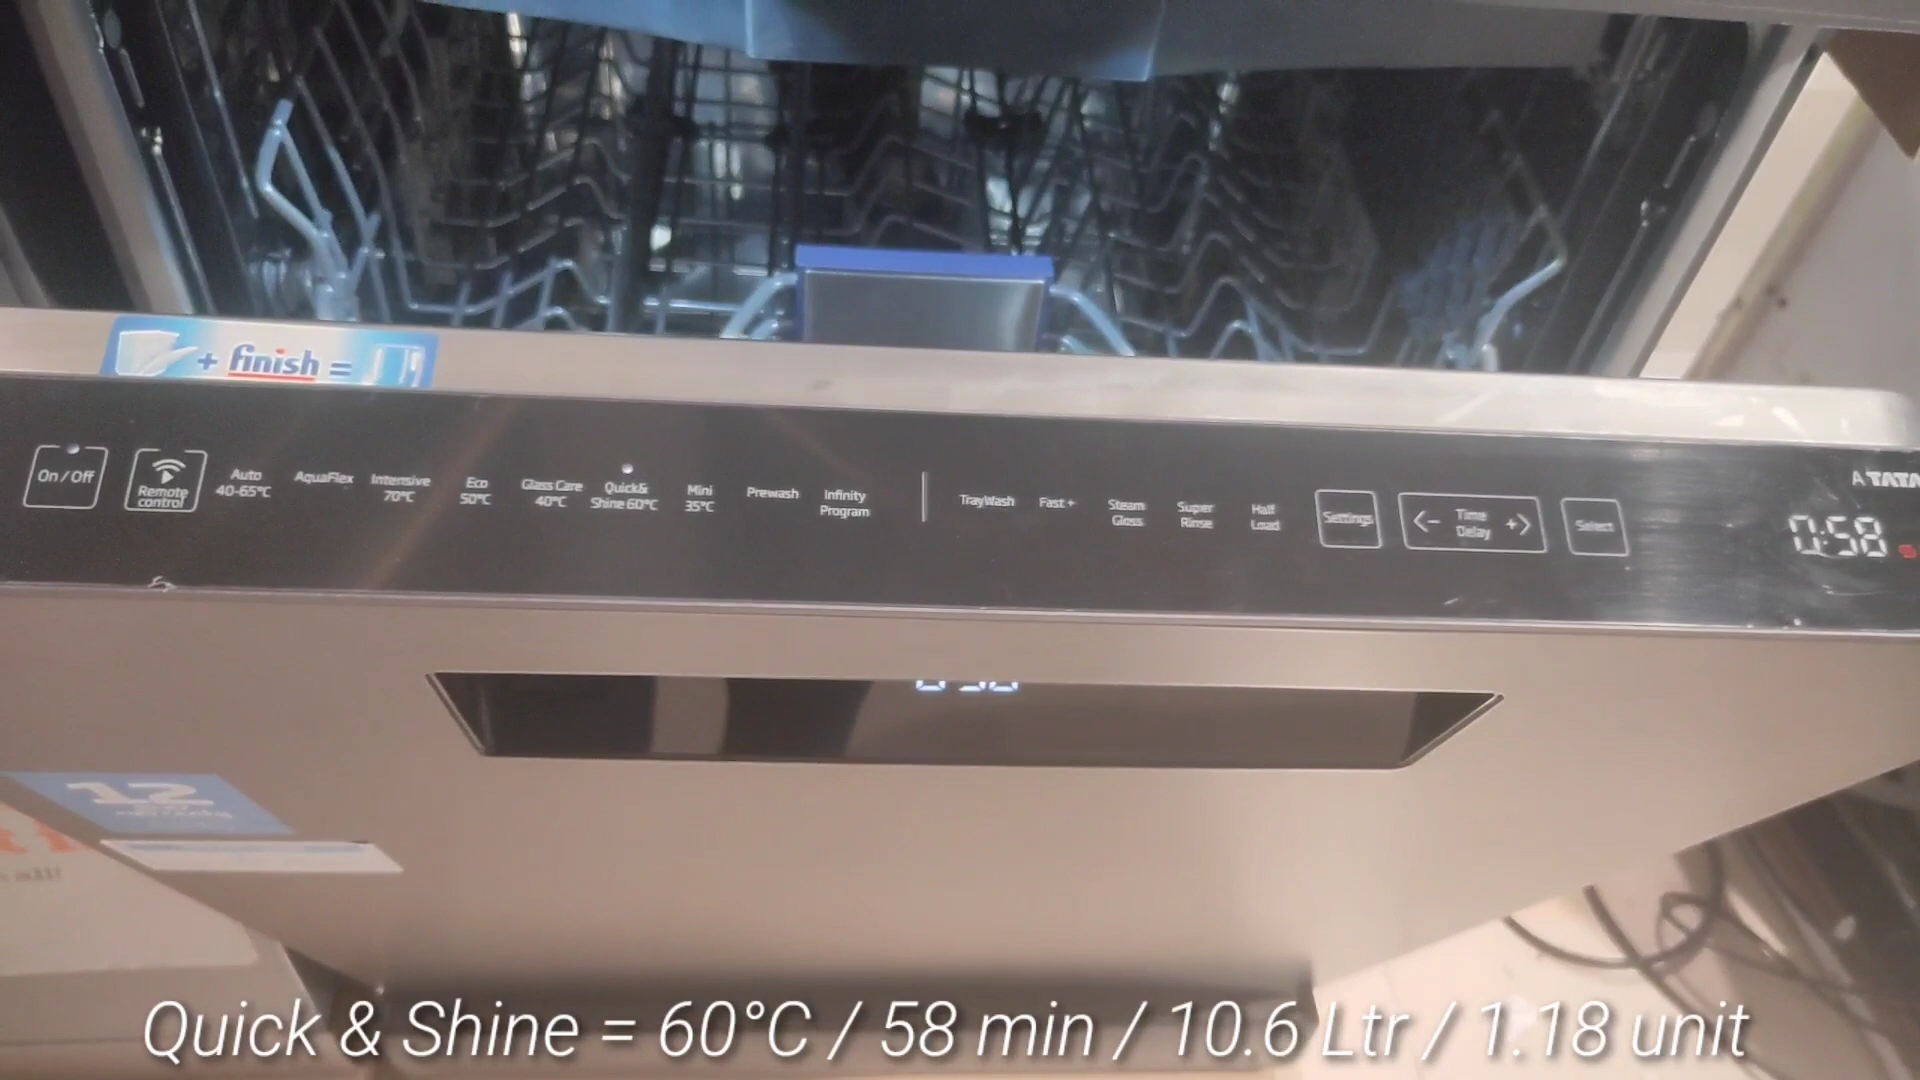 + finish =
On / Off
Remote
control
Auto
40-65°C
AquaFlex
Intensive
70°C
Eco
50°C
Glass Care
40°C
Quick&
Shine 60°C
Mini
35°C
Prewash
Infinity
Program
TrayWash
Fast+
Steam
Gloss
Super
Rinse
Half
Load
Settings
<- Time +>
Delay
Select
A TATA
0:58
12
all!
Quick & Shine = 60°C / 58 min / 10.6 Ltr / 1.18 unit